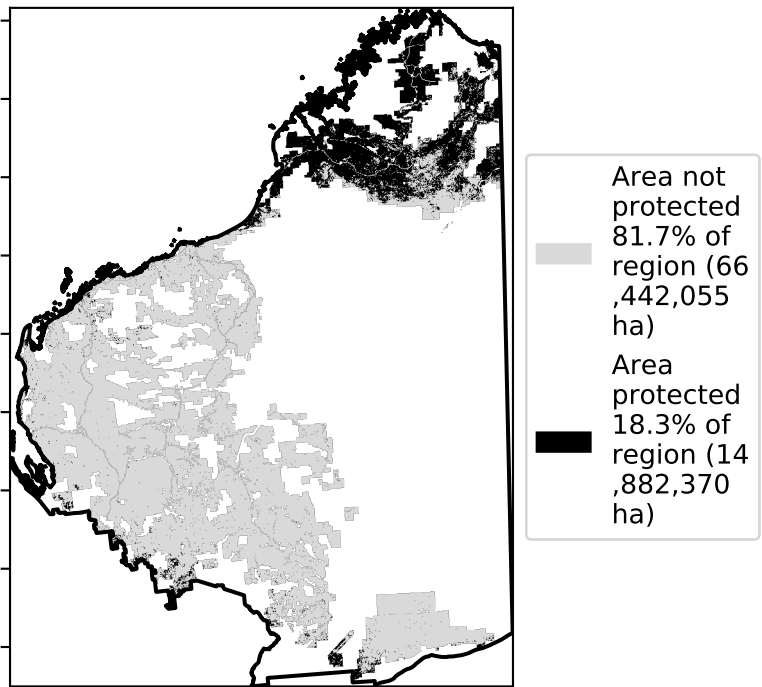 Area not
protected
81.7% of
region (66
,442,055
ha)
Area
protected
18.3% of
region (14
,882,370
ha)